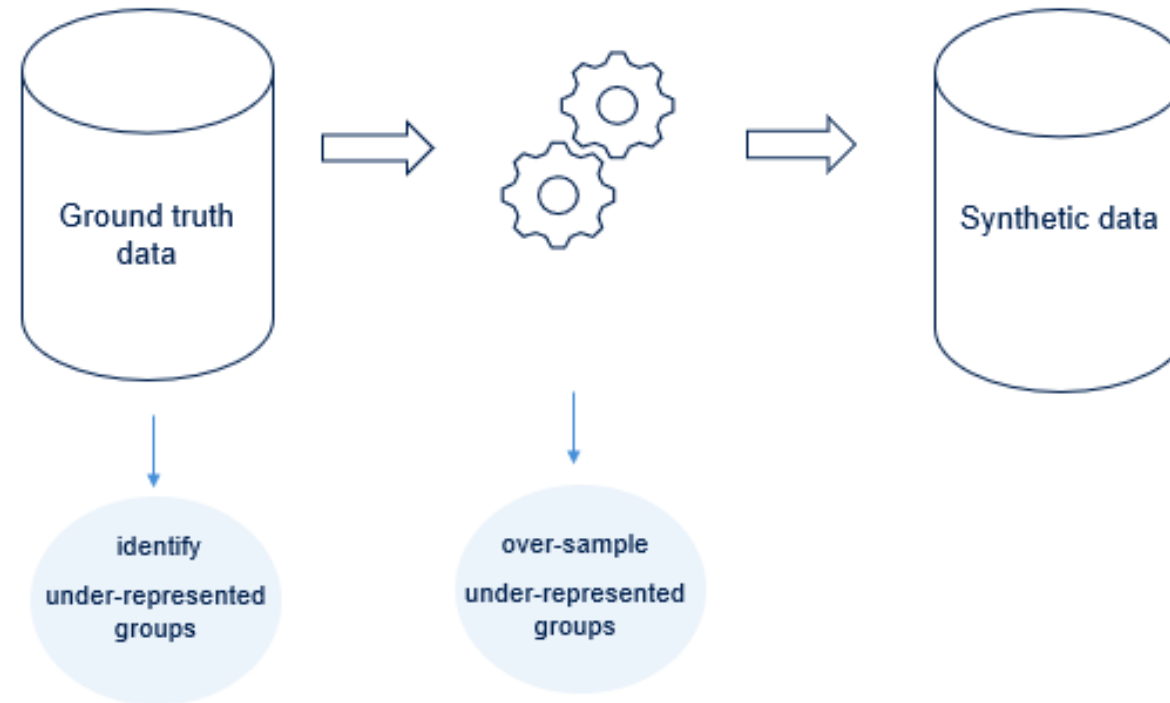 Ground truth
data
Synthetic data
identify
under-represented
groups
over-sample
under-represented
groups